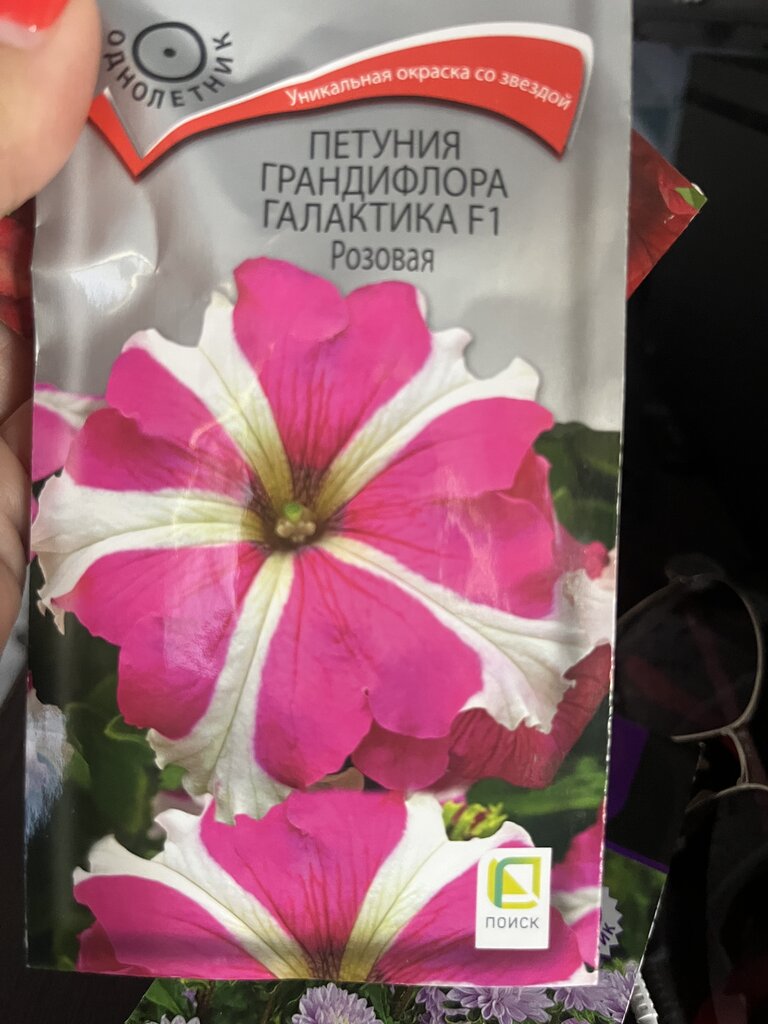 ОДНОЛЕТНИК
Уникальная окраска со звездой
ПЕТУНИЯ
ГРАНДИФЛОРА
ГАЛАКТИКА F1
Розовая
ПОИСК